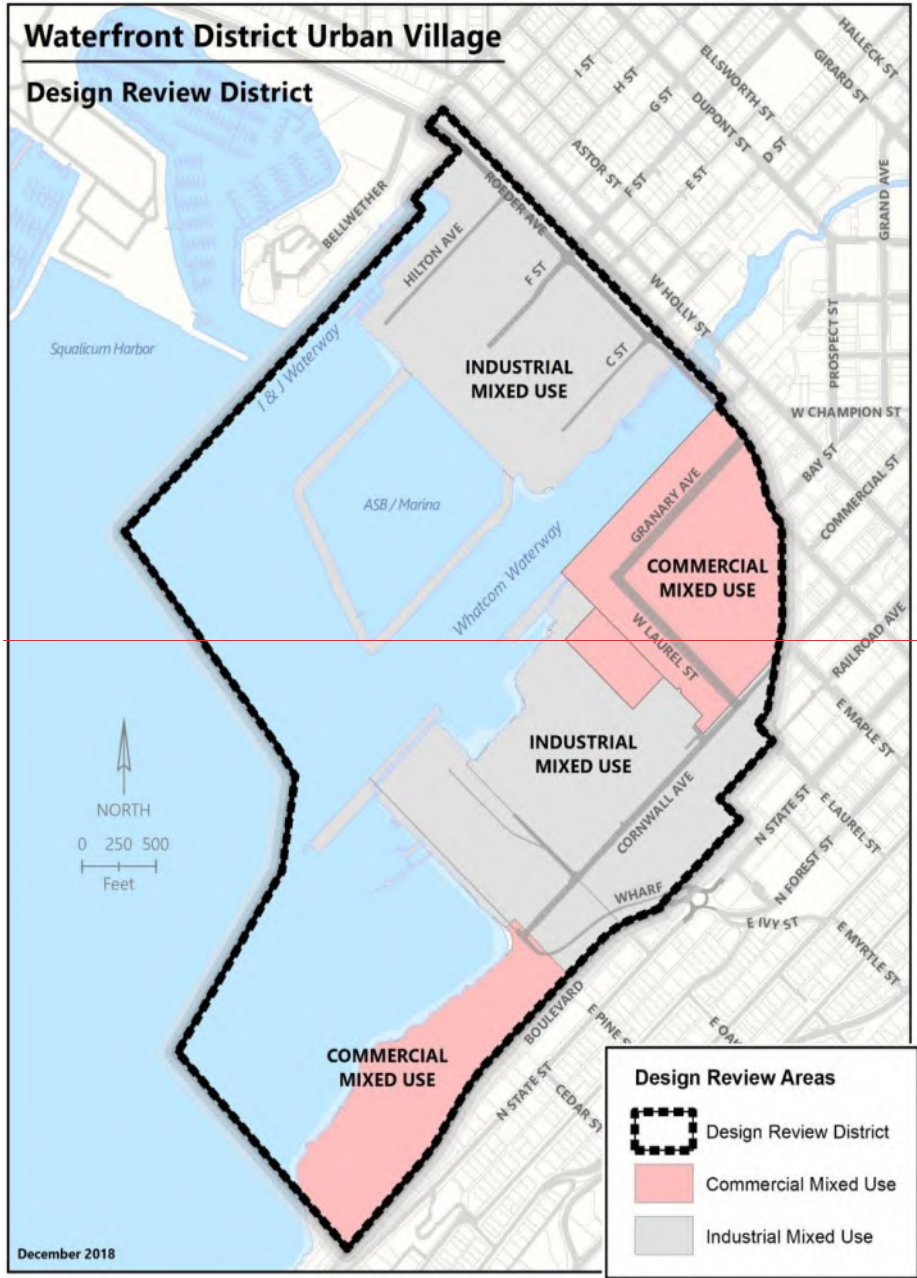 Waterfront District Urban Village
Design Review District
HALLECK ST
GIRARD ST
ELLSWORTH ST
DUPONT ST
I ST
H ST
G ST
D ST
ASTOR ST
F ST
E ST
GRAND AVE
BELLWETHER
ROEDER AVE
HILTON AVE
F ST
W HOLLY ST
PROSPECT ST
Squalicum Harbor
I & J Waterway
C ST
INDUSTRIAL
MIXED USE
W CHAMPION ST
BAY ST
COMMERCIAL ST
ASB / Marina
GRANARY AVE
Whatcom Waterway
COMMERCIAL
MIXED USE
W LAUREL ST
RAILROAD AVE
E MAPLE ST
INDUSTRIAL
MIXED USE
CORNWALL AVE
NORTH
0 250 500
Feet
N STATE ST
E LAUREL ST
N FOREST ST
WHARF
E IVY ST
E MYRTLE ST
BOULEVARD
E PINE S
E OA
COMMERCIAL
MIXED USE
N STATE ST
CEDAR ST
Design Review Areas
Design Review District
Commercial Mixed Use
Industrial Mixed Use
December 2018